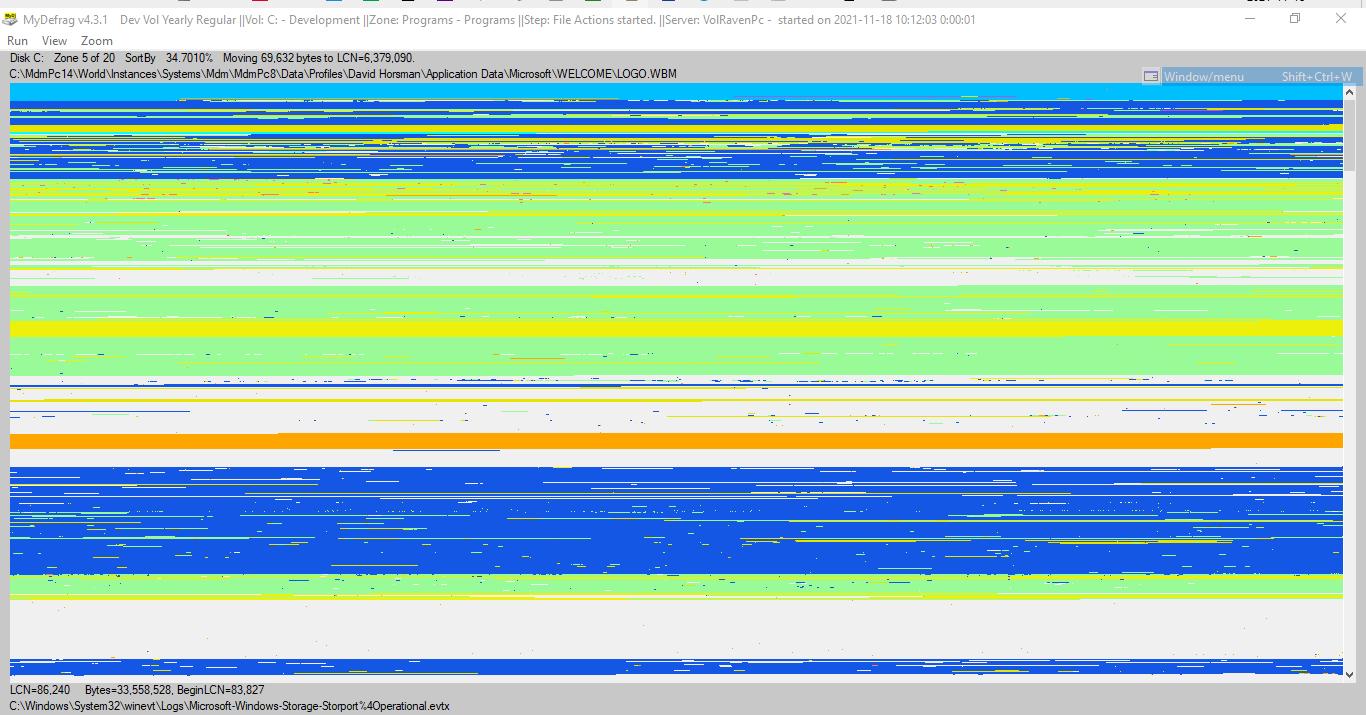 MyDefrag v4.3.1 Dev Vol Yearly Regular ||Vol: C: - Development ||Zone: Programs - Programs ||Step: File Actions started. ||Server: VolRavenPc - started on 2021-11-18 10:12:03 0:00:01
Run View Zoom
Disk C: Zone 5 of 20 SortBy 34.7010% Moving 69,632 bytes to LCN=6,379,090.
C:\MdmPc14\World\Instances\Systems\Mdm\MdmPc8\Data\Profiles\David Horsman\Application Data\Microsoft\WELCOME\LOGO.WBM
Window/menu Shift+Ctrl+W
LCN=86,240 Bytes=33,558,528, BeginLCN=83,827
C:\Windows\System32\winevt\Logs\Microsoft-Windows-Storage-Storport%4Operational.evtx